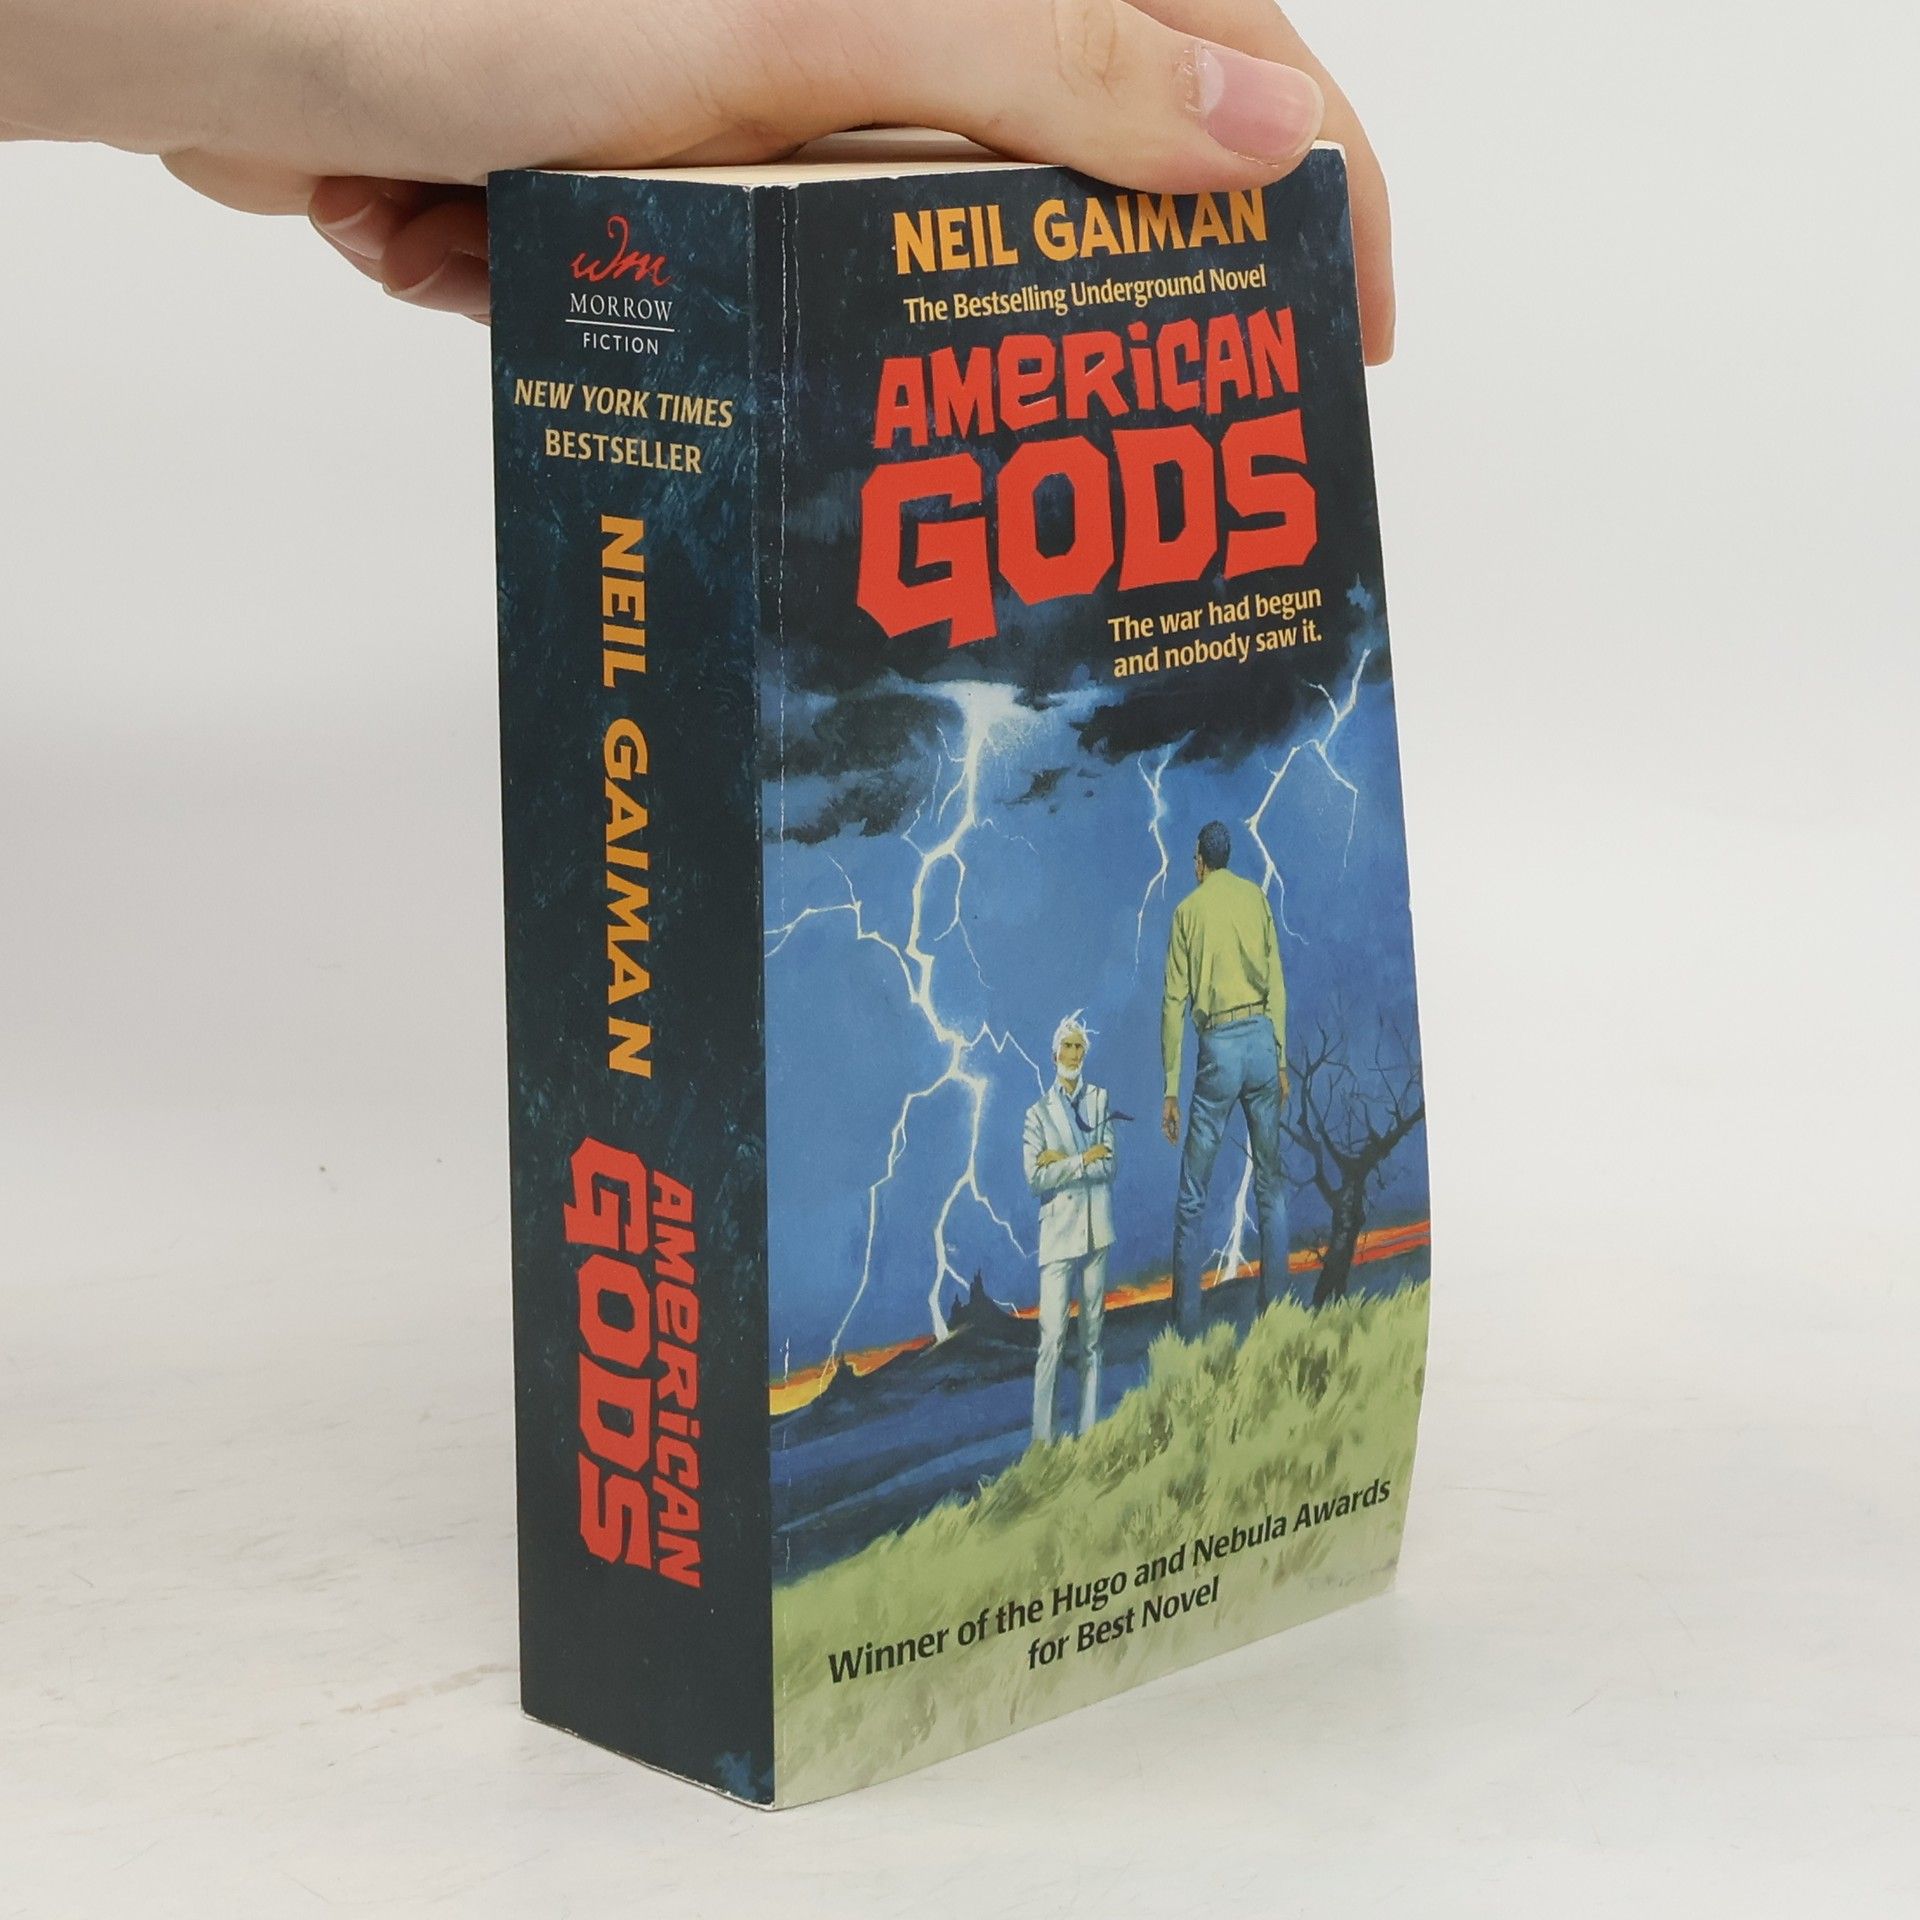 wm
MORROW
FICTION
NEW YORK TIMES
BESTSELLER
NEIL GAIMAN
AMERICAN
GODS
NEIL GAIMAN
The Bestselling Underground Novel
AMERICAN
GODS
The war had begun
and nobody saw it.
Winner of the Hugo and Nebula Awards
for Best Novel